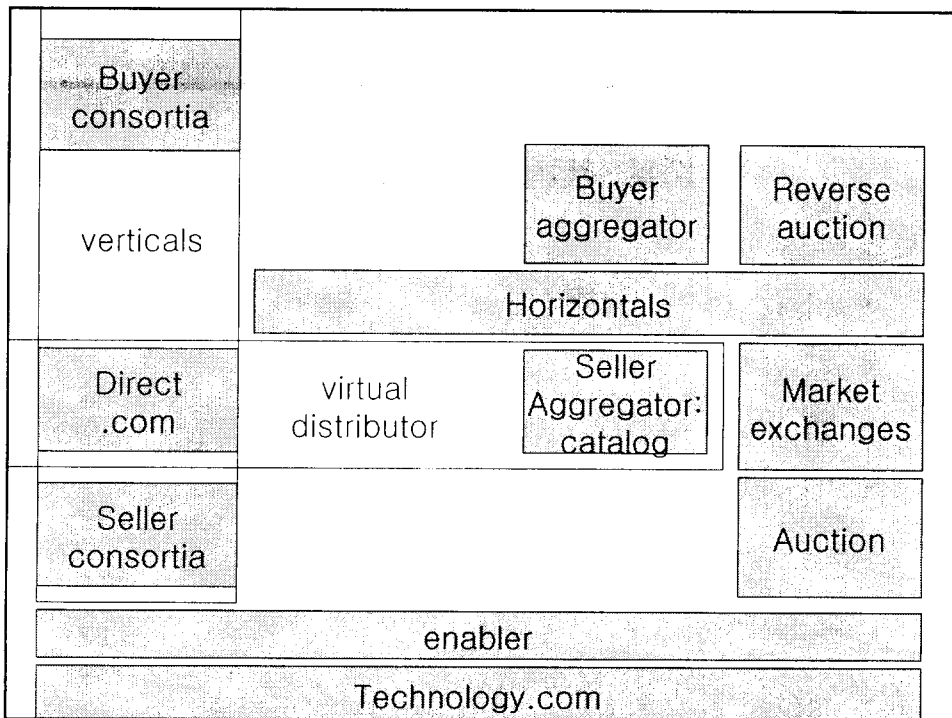 Buyer
consortia
Buyer
aggregator
Reverse
auction
verticals
Horizontals
Direct
.com
virtual
distributor
Seller
Aggregator:
catalog
Market
exchanges
Seller
consortia
Auction
enabler
Technology.com